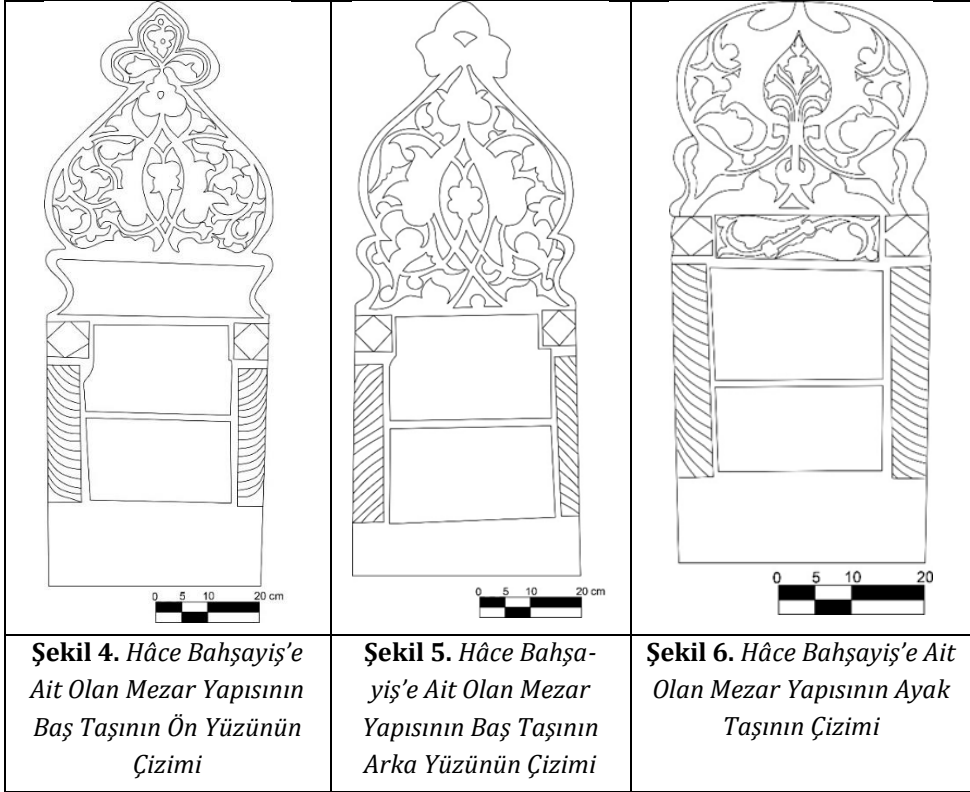 0 5 10 20 cm
0 5 10 20 cm
0 5 10 20
Şekil 4. Hâce Bahşayiş’e
Ait Olan Mezar Yapısının
Baş Taşının Ön Yüzünün
Çizimi
Şekil 5. Hâce Bahşa-
yiş’e Ait Olan Mezar
Yapısının Baş Taşının
Arka Yüzünün Çizimi
Şekil 6. Hâce Bahşayiş’e Ait
Olan Mezar Yapısının Ayak
Taşının Çizimi